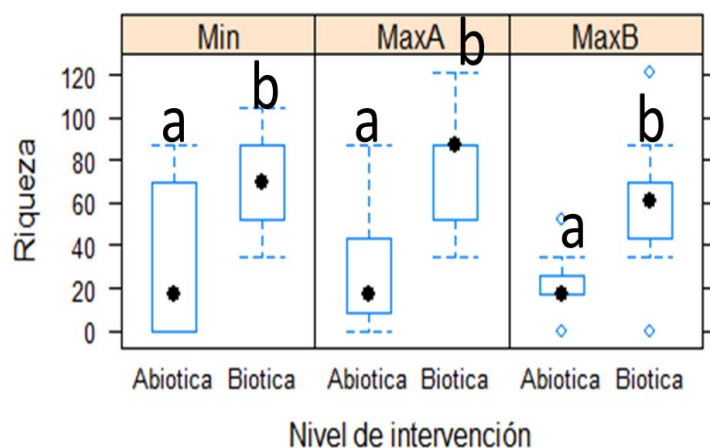 Min MaxA MaxB
a b a b a b
Riqueza
120
100
80
60
40
20
0
Abiotica Biotica Abiotica Biotica Abiotica Biotica
Nivel de intervención